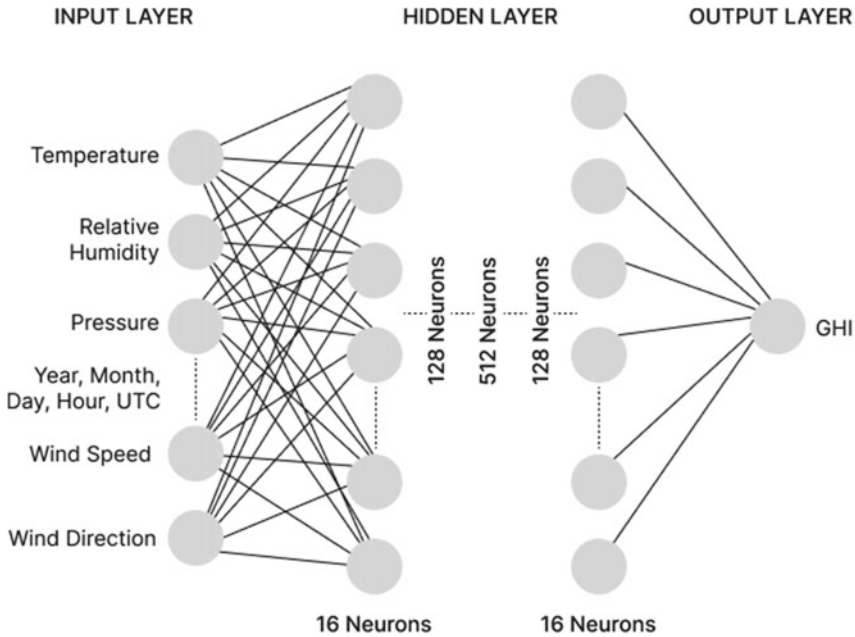 INPUT LAYER
HIDDEN LAYER
OUTPUT LAYER
Temperature
Relative
Humidity
Pressure
Year, Month,
Day, Hour, UTC
Wind Speed
Wind Direction
128 Neurons
512 Neurons
128 Neurons
GHI
16 Neurons
16 Neurons